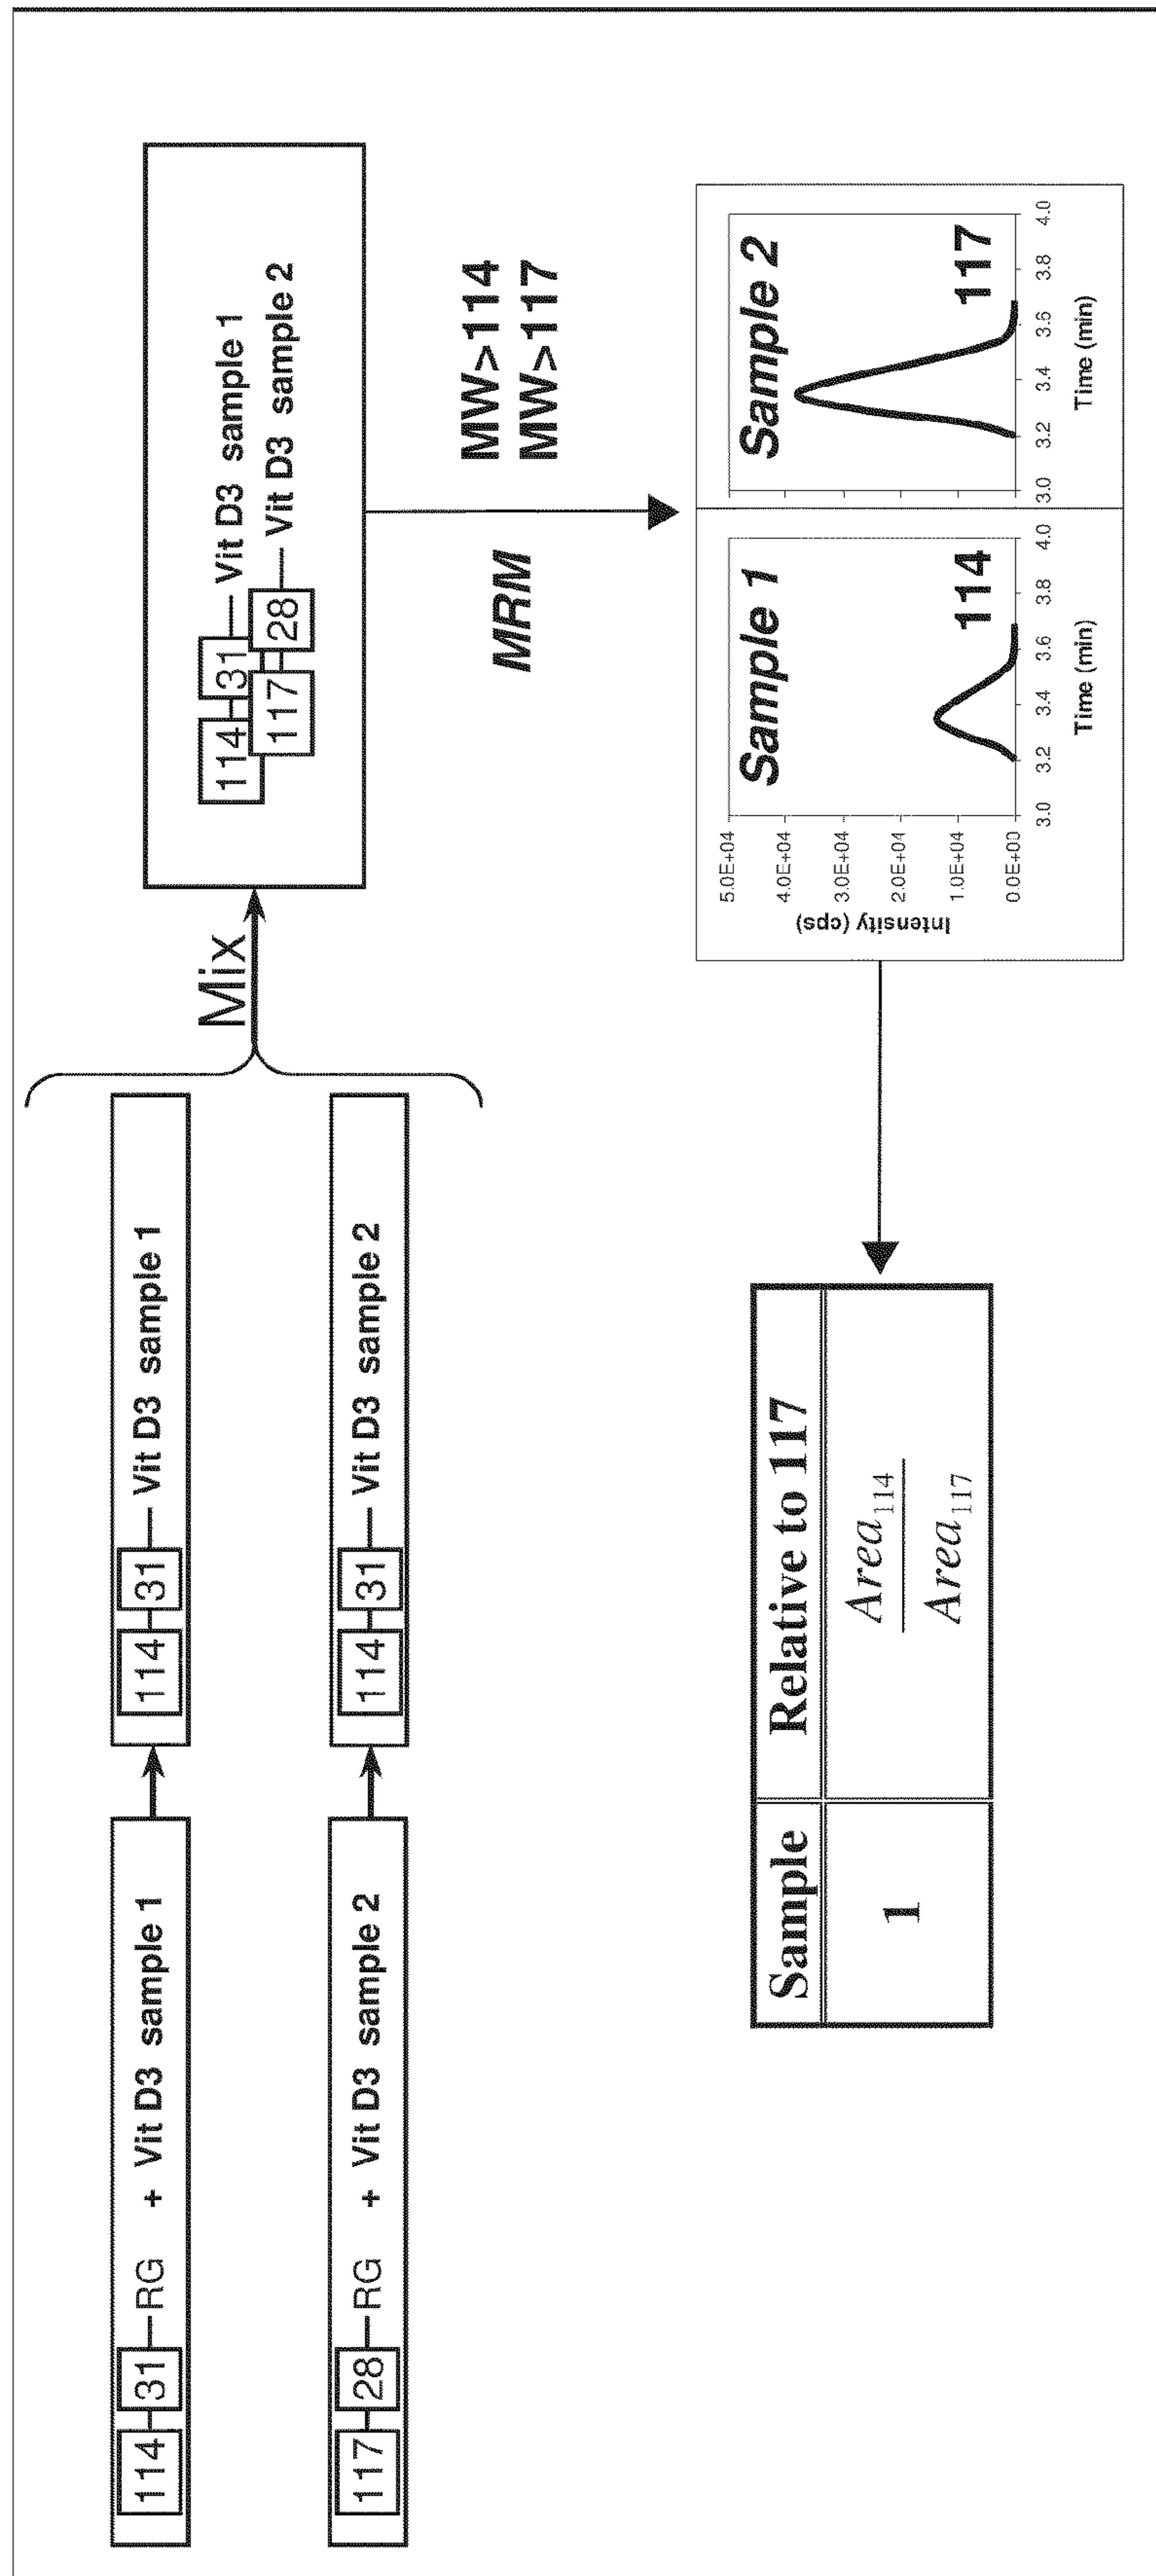 114 31 RG + Vit D3 sample 1
114 31 Vit D3 sample 1
117 28 RG + Vit D3 sample 2
114 31 Vit D3 sample 2
Mix
114 31 Vit D3 sample 1
117 28 Vit D3 sample 2
MRM
MW>114
MW>117
Sample 1
114
Intensity (cps)
5.0E+04
4.0E+04
3.0E+04
2.0E+04
1.0E+04
0.0E+00
3.0 3.2 3.4 3.6 3.8 4.0
Time (min)
Sample 2
117
3.0 3.2 3.4 3.6 3.8 4.0
Time (min)
Sample Relative to 117
1
Area114
Area117